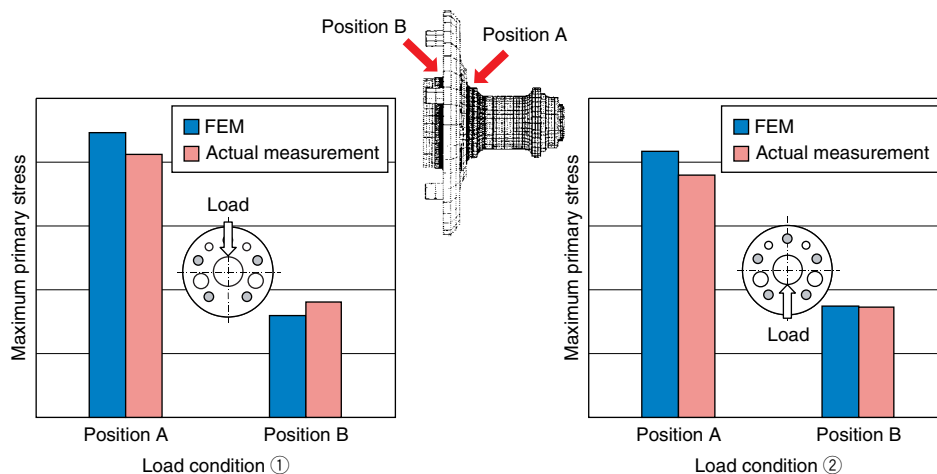 Position B
Position A
Maximum primary stress
FEM
Actual measurement
Load
Position A
Position B
Load condition ①
Maximum primary stress
FEM
Actual measurement
Load
Position A
Position B
Load condition ②